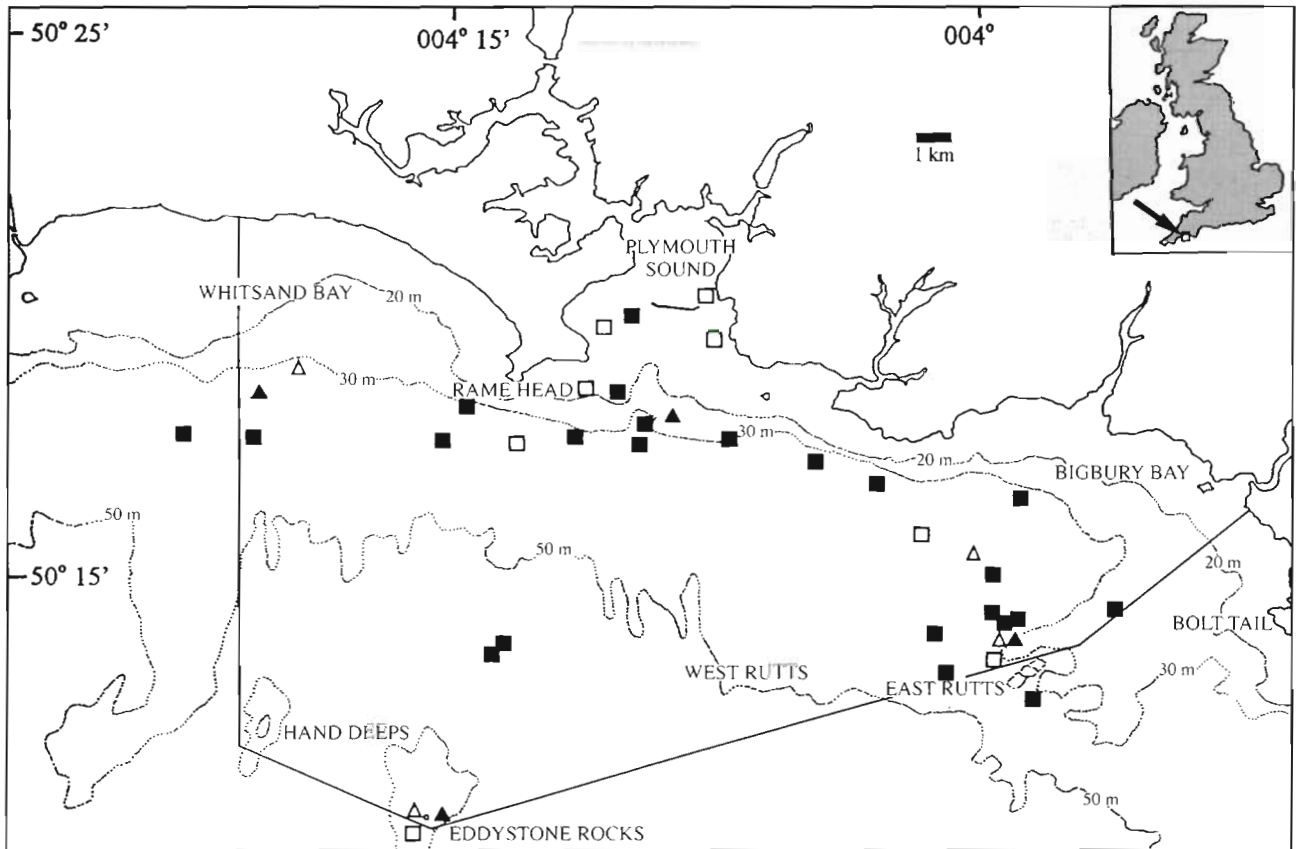 50° 25'
004° 15'
004°
1 km
PLYMOUTH
SOUND
WHITSAND BAY
20 m
30 m
RAME HEAD
30 m
20 m
BIGBURY BAY
50 m
50 m
50° 15'
20 m
BOLT TAIL
WEST RUTTS
30 m
EAST RUTTS
HAND DEEPS
50 m
EDDYSTONE ROCKS